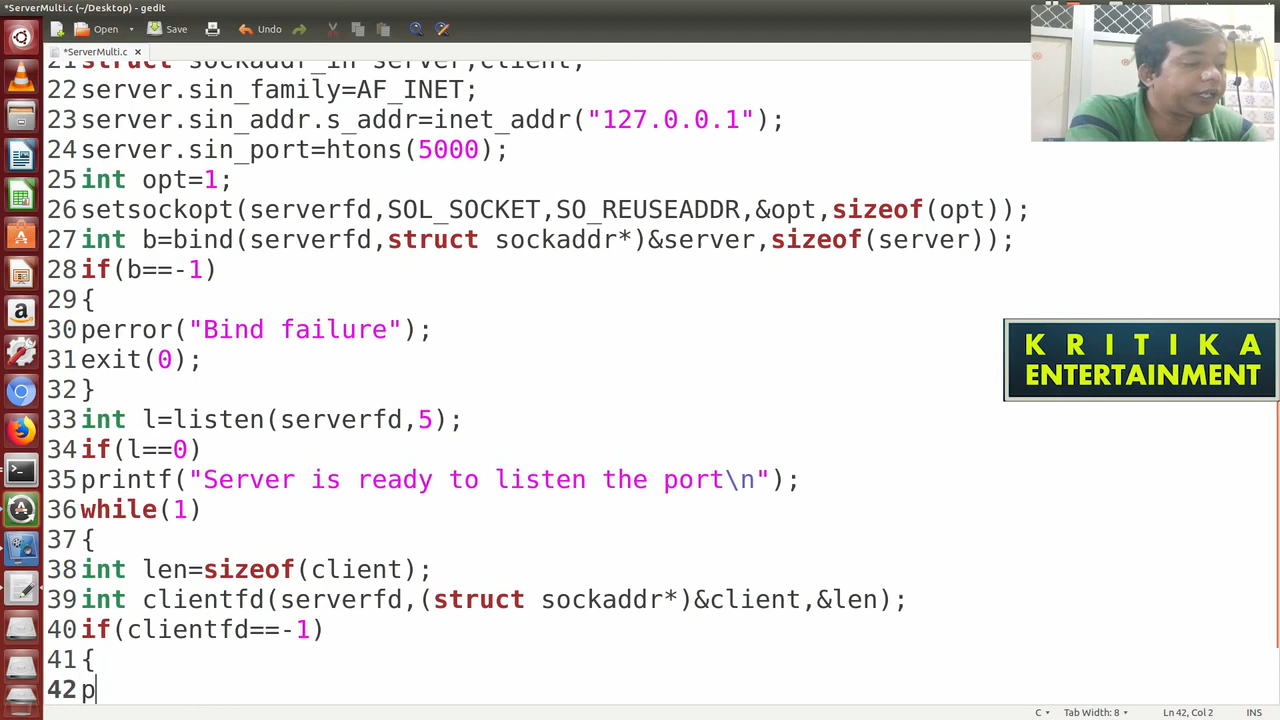 *ServerMulti.c (~/Desktop) - gedit
Open Save Undo
*ServerMulti.c ×
21struct sockaddr_in server,client;
22server.sin_family=AF_INET;
23server.sin_addr.s_addr=inet_addr("127.0.0.1");
24server.sin_port=htons(5000);
25int opt=1;
26setsockopt(serverfd,SOL_SOCKET,SO_REUSEADDR,&opt,sizeof(opt));
27int b=bind(serverfd,struct sockaddr*)&server,sizeof(server));
28if(b==-1)
29{
30perror("Bind failure");
31exit(0);
32}
33int l=listen(serverfd,5);
34if(l==0)
35printf("Server is ready to listen the port\n");
36while(1)
37{
38int len=sizeof(client);
39int clientfd(serverfd,(struct sockaddr*)&client,&len);
40if(clientfd==-1)
41{
42p
KRITIKA
ENTERTAINMENT
C Tab Width: 8 Ln 42, Col 2 INS